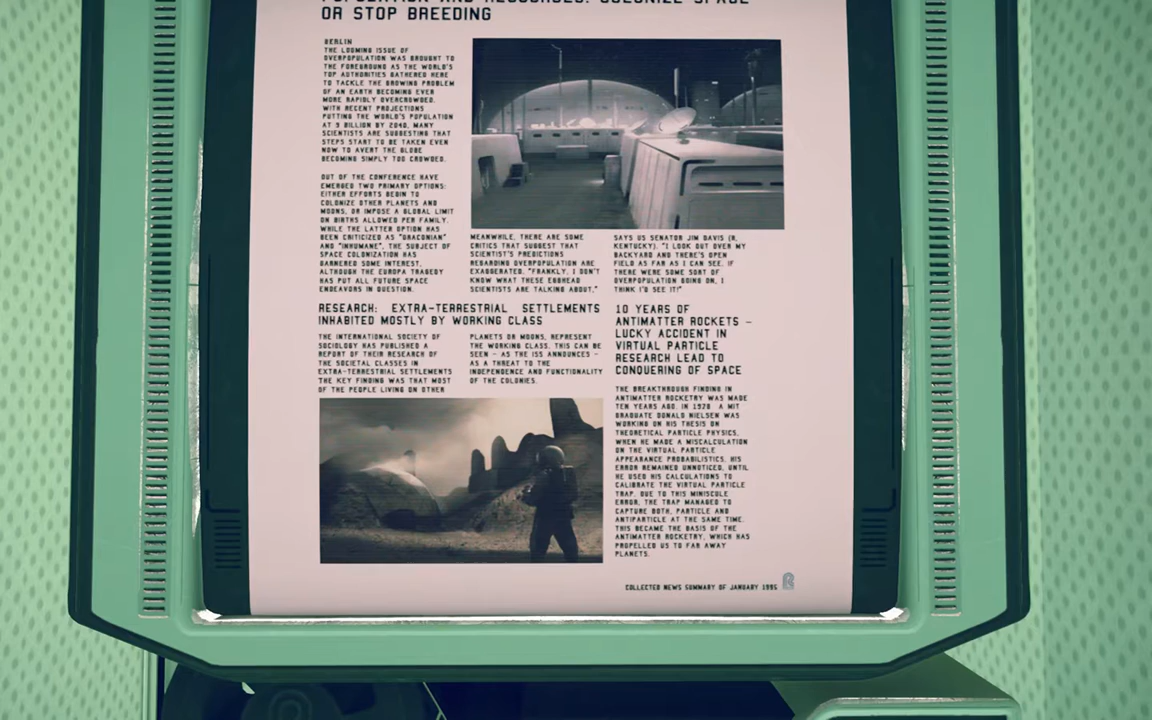 POPULATION AND RESOURCES: COLONIZE SPACE
OR STOP BREEDING
BERLIN
THE LOOMING ISSUE OF
OVERPOPULATION WAS BROUGHT TO
THE FOREGROUND AS THE WORLD'S
TOP AUTHORITIES GATHERED HERE
TO TACKLE THE GROWING PROBLEM
OF AN EARTH BECOMING EVER
MORE RAPIDLY OVERCROWDED.
WITH RECENT PROJECTIONS
PUTTING THE WORLD'S POPULATION
AT 9 BILLION BY 2040, MANY
SCIENTISTS ARE SUGGESTING THAT
STEPS START TO BE TAKEN EVEN
NOW TO AVERT THE GLOBE
BECOMING SIMPLY TOO CROWDED.
OUT OF THE CONFERENCE HAVE
EMERGED TWO PRIMARY OPTIONS:
EITHER EFFORTS BEGIN TO
COLONIZE OTHER PLANETS AND
MOONS, OR IMPOSE A GLOBAL LIMIT
ON BIRTHS ALLOWED PER FAMILY.
WHILE THE LATTER OPTION HAS
BEEN CRITICIZED AS "DRACONIAN"
AND "INHUMANE", THE SUBJECT OF
SPACE COLONIZATION HAS
GARNERED SOME INTEREST,
ALTHOUGH THE EUROPA TRAGEDY
HAS PUT ALL FUTURE SPACE
ENDEAVORS IN QUESTION.
MEANWHILE, THERE ARE SOME
CRITICS THAT SUGGEST THAT
SCIENTIST'S PREDICTIONS
REGARDING OVERPOPULATION ARE
EXAGGERATED. "FRANKLY, I DON'T
KNOW WHAT THESE EGGHEAD
SCIENTISTS ARE TALKING ABOUT,"
SAYS US SENATOR JIM DAVIS (R,
KENTUCKY). "I LOOK OUT OVER MY
BACKYARD AND THERE'S OPEN
FIELD AS FAR AS I CAN SEE. IF
THERE WERE SOME SORT OF
OVERPOPULATION GOING ON, I
THINK I'D SEE IT!"
RESEARCH: EXTRA-TERRESTRIAL SETTLEMENTS
INHABITED MOSTLY BY WORKING CLASS
THE INTERNATIONAL SOCIETY OF
SOCIOLOGY HAS PUBLISHED A
REPORT OF THEIR RESEARCH OF
THE SOCIETAL CLASSES IN
EXTRA-TERRESTRIAL SETTLEMENTS
THE KEY FINDING WAS THAT MOST
OF THE PEOPLE LIVING ON OTHER
PLANETS OR MOONS, REPRESENT
THE WORKING CLASS. THIS CAN BE
SEEN - AS THE ISS ANNOUNCES -
AS A THREAT TO THE
INDEPENDENCE AND FUNCTIONALITY
OF THE COLONIES.
10 YEARS OF
ANTIMATTER ROCKETS -
LUCKY ACCIDENT IN
VIRTUAL PARTICLE
RESEARCH LEAD TO
CONQUERING OF SPACE
THE BREAKTHROUGH FINDING IN
ANTIMATTER ROCKETRY WAS MADE
TEN YEARS AGO. IN 1978 A MIT
GRADUATE DONALD NIELSEN WAS
WORKING ON HIS THESIS ON
THEORETICAL PARTICLE PHYSICS,
WHEN HE MADE A MISCALCULATION
ON THE VIRTUAL PARTICLE
APPEARANCE PROBABILISTICS. HIS
ERROR REMAINED UNNOTICED, UNTIL
HE USED HIS CALCULATIONS TO
CALIBRATE THE VIRTUAL PARTICLE
TRAP. DUE TO THIS MINISCULE
ERROR, THE TRAP MANAGED TO
CAPTURE BOTH, PARTICLE AND
ANTIPARTICLE AT THE SAME TIME.
THIS BECAME THE BASIS OF THE
ANTIMATTER ROCKETRY, WHICH HAS
PROPELLED US TO FAR AWAY
PLANETS.
COLLECTED NEWS SUMMARY OF JANUARY 1995